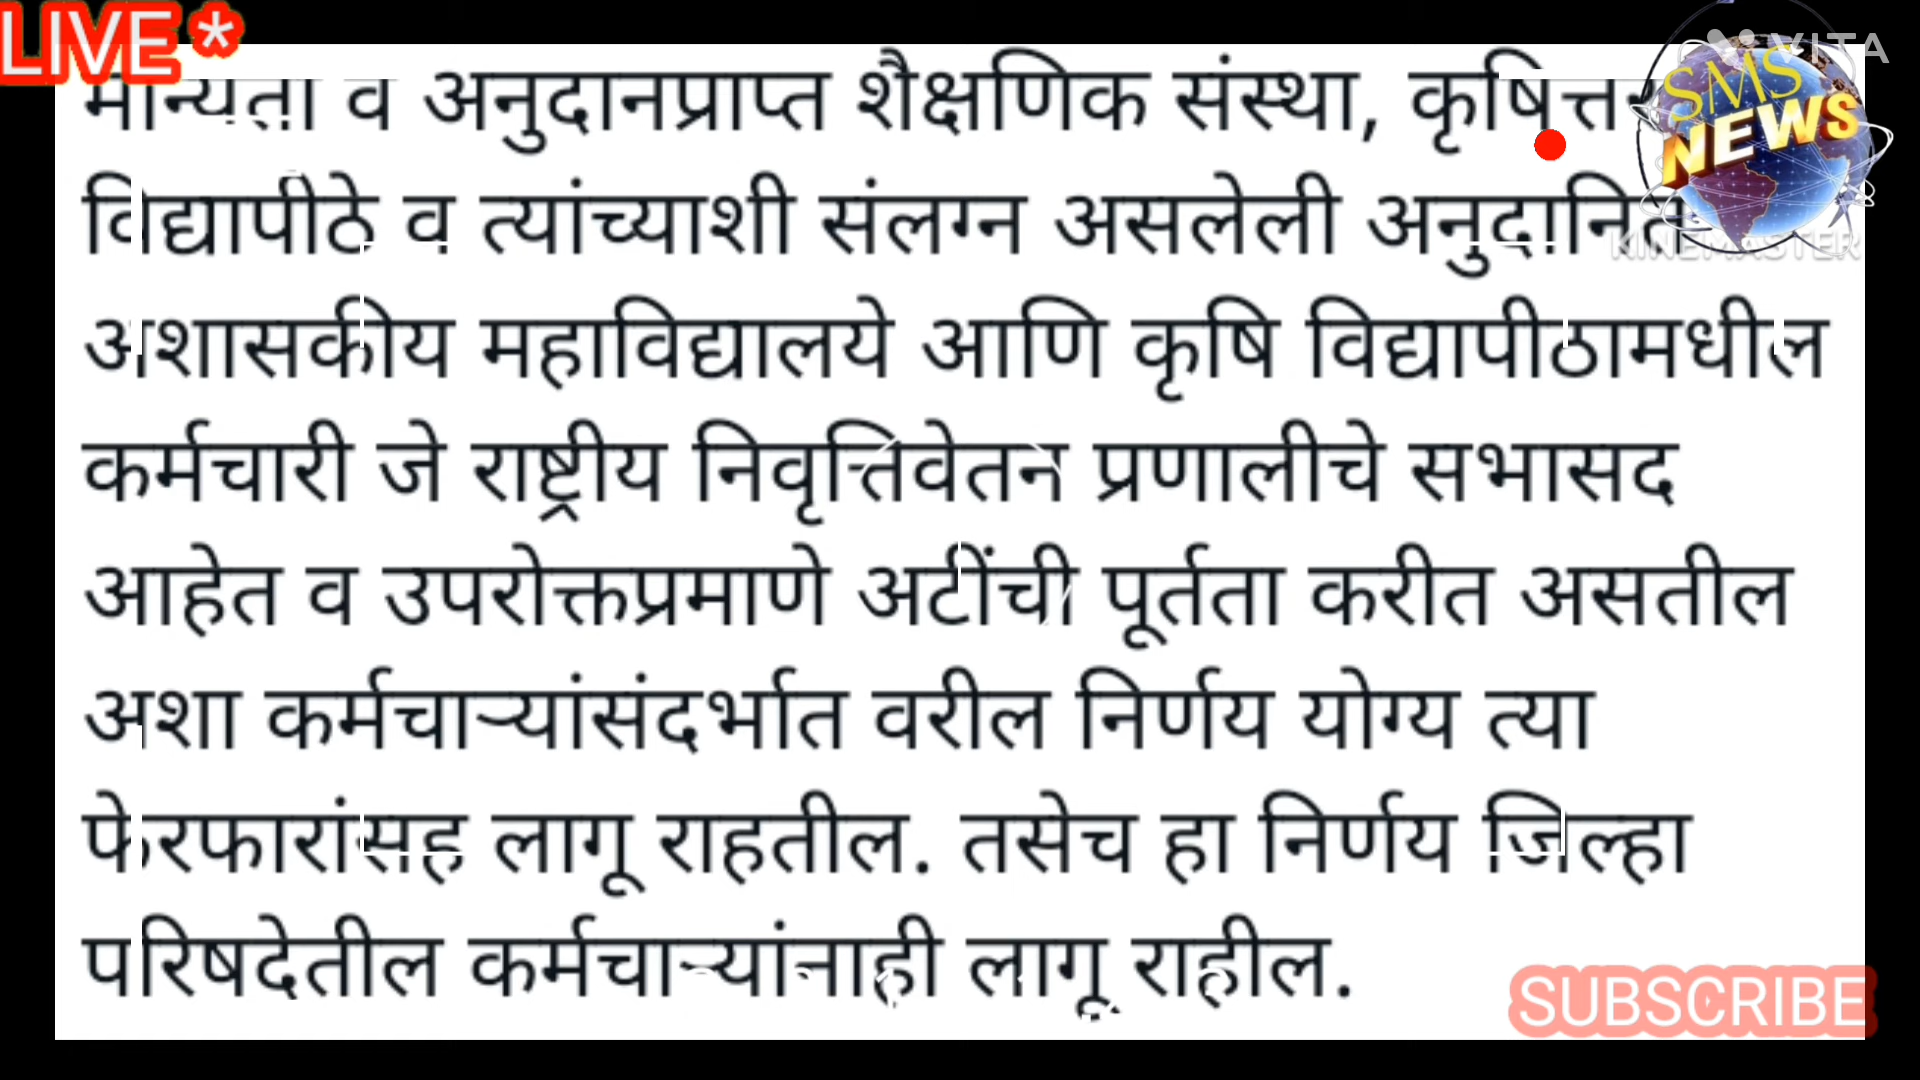 LIVE*
VITA
SMS
NEWS
KINEMASTER
मान्यता व अनुदानप्राप्त शैक्षणिक संस्था, कृषित्तर
विद्यापीठे व त्यांच्याशी संलग्न असलेली अनुदानित
अशासकीय महाविद्यालये आणि कृषि विद्यापीठामधील
कर्मचारी जे राष्ट्रीय निवृत्तिवेतन प्रणालीचे सभासद
आहेत व उपरोक्तप्रमाणे अटींची पूर्तता करीत असतील
अशा कर्मचाऱ्यांसंदर्भात वरील निर्णय योग्य त्या
फेरफारांसह लागू राहतील. तसेच हा निर्णय जिल्हा
परिषदेतील कर्मचाऱ्यांनाही लागू राहील.
SUBSCRIBE